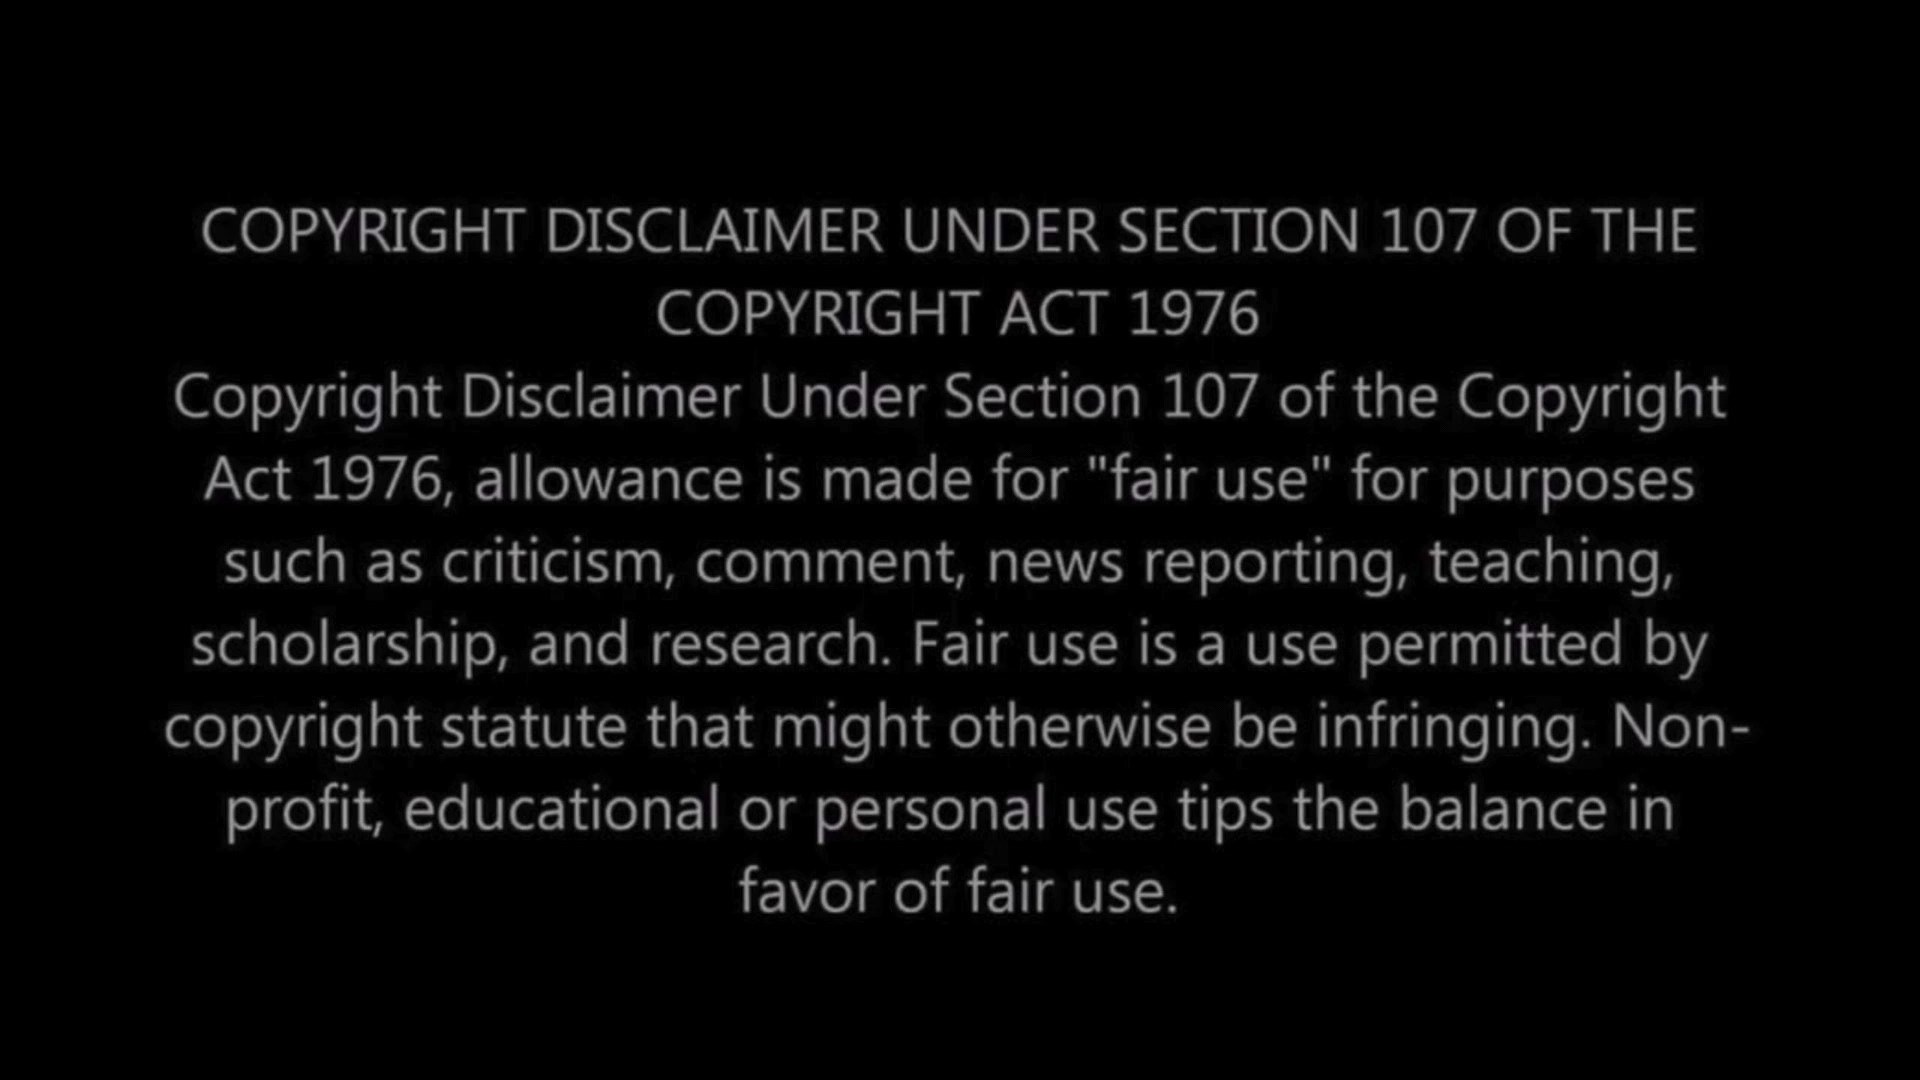 COPYRIGHT DISCLAIMER UNDER SECTION 107 OF THE
COPYRIGHT ACT 1976
Copyright Disclaimer Under Section 107 of the Copyright
Act 1976, allowance is made for "fair use" for purposes
such as criticism, comment, news reporting, teaching,
scholarship, and research. Fair use is a use permitted by
copyright statute that might otherwise be infringing. Non-
profit, educational or personal use tips the balance in
favor of fair use.